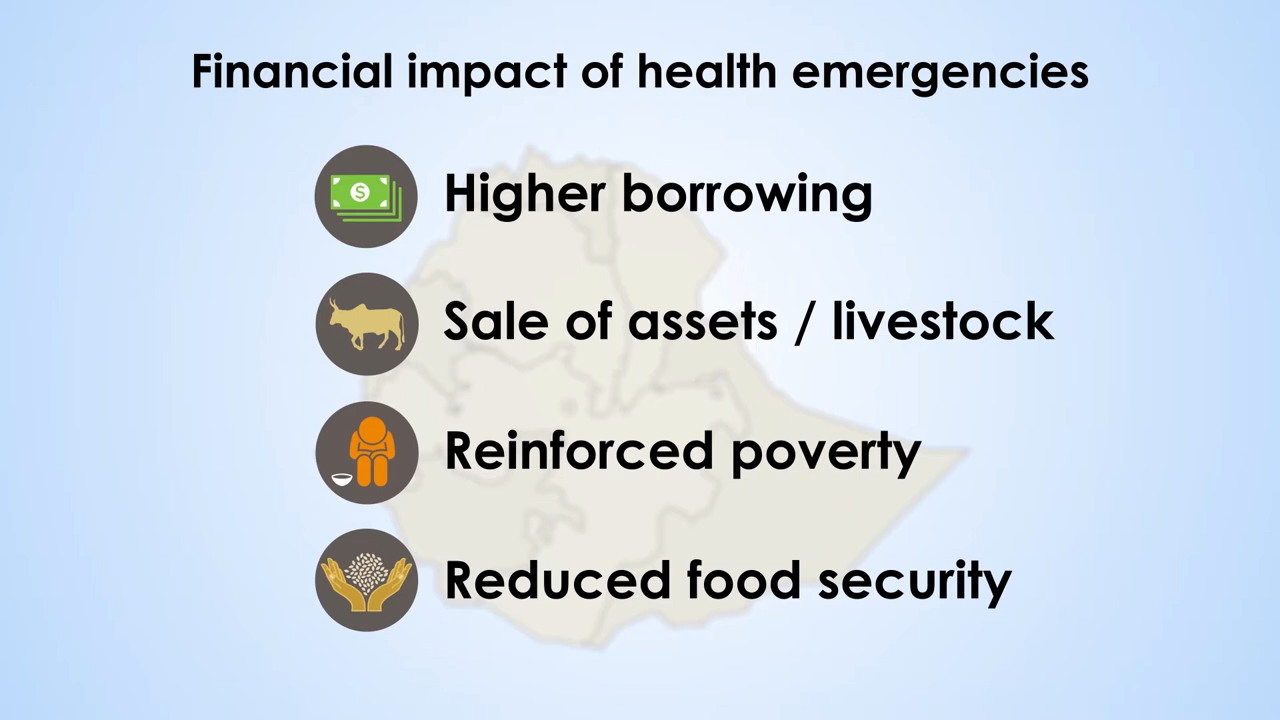 Financial impact of health emergencies
Higher borrowing
Sale of assets / livestock
Reinforced poverty
Reduced food security